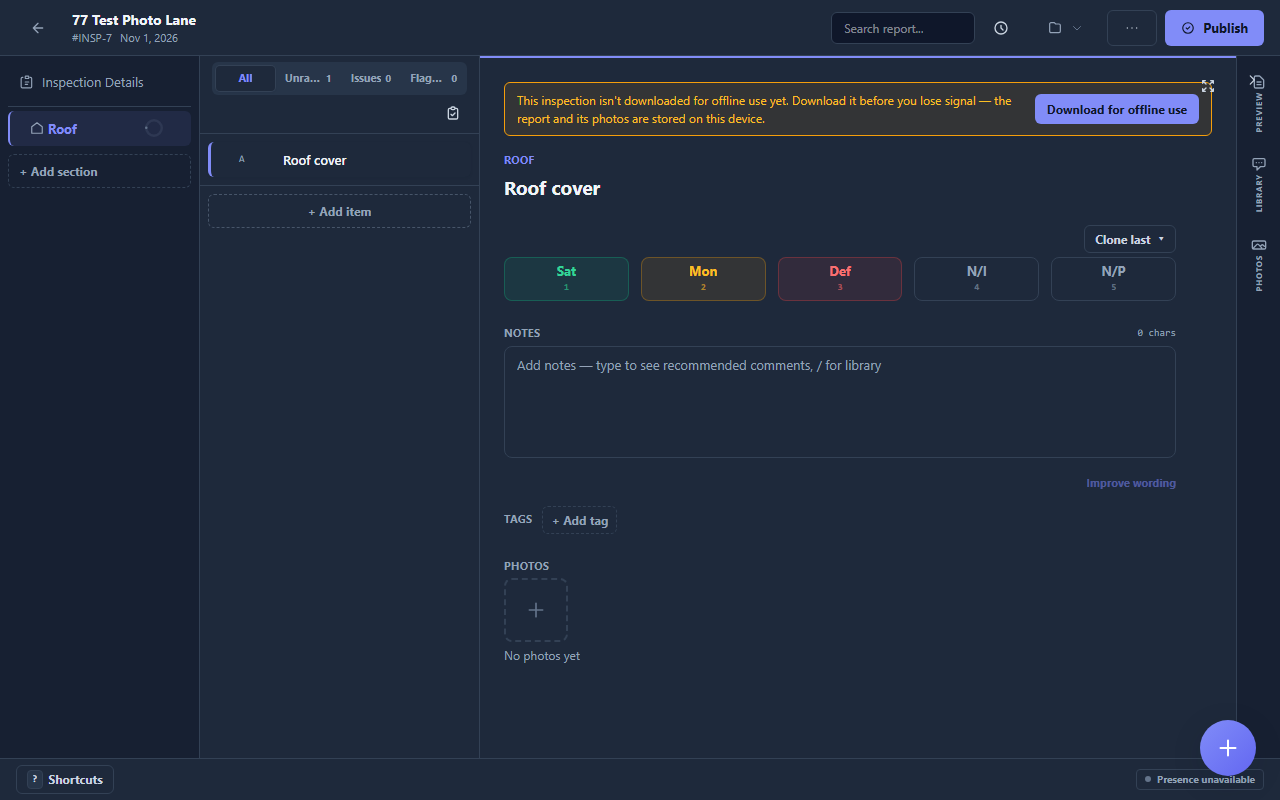 77 Test Photo Lane
#INSP-7 Nov 1, 2026
Search report...
Publish
Inspection Details
Roof
+ Add section
All
Unra... 1
Issues 0
Flag... 0
A
Roof cover
+ Add item
This inspection isn't downloaded for offline use yet. Download it before you lose signal — the
report and its photos are stored on this device.
Download for offline use
ROOF
Roof cover
Clone last
Sat
1
Mon
2
Def
3
N/I
4
N/P
5
NOTES
0 chars
Add notes — type to see recommended comments, / for library
Improve wording
TAGS
+ Add tag
PHOTOS
No photos yet
PREVIEW
LIBRARY
PHOTOS
? Shortcuts
Presence unavailable